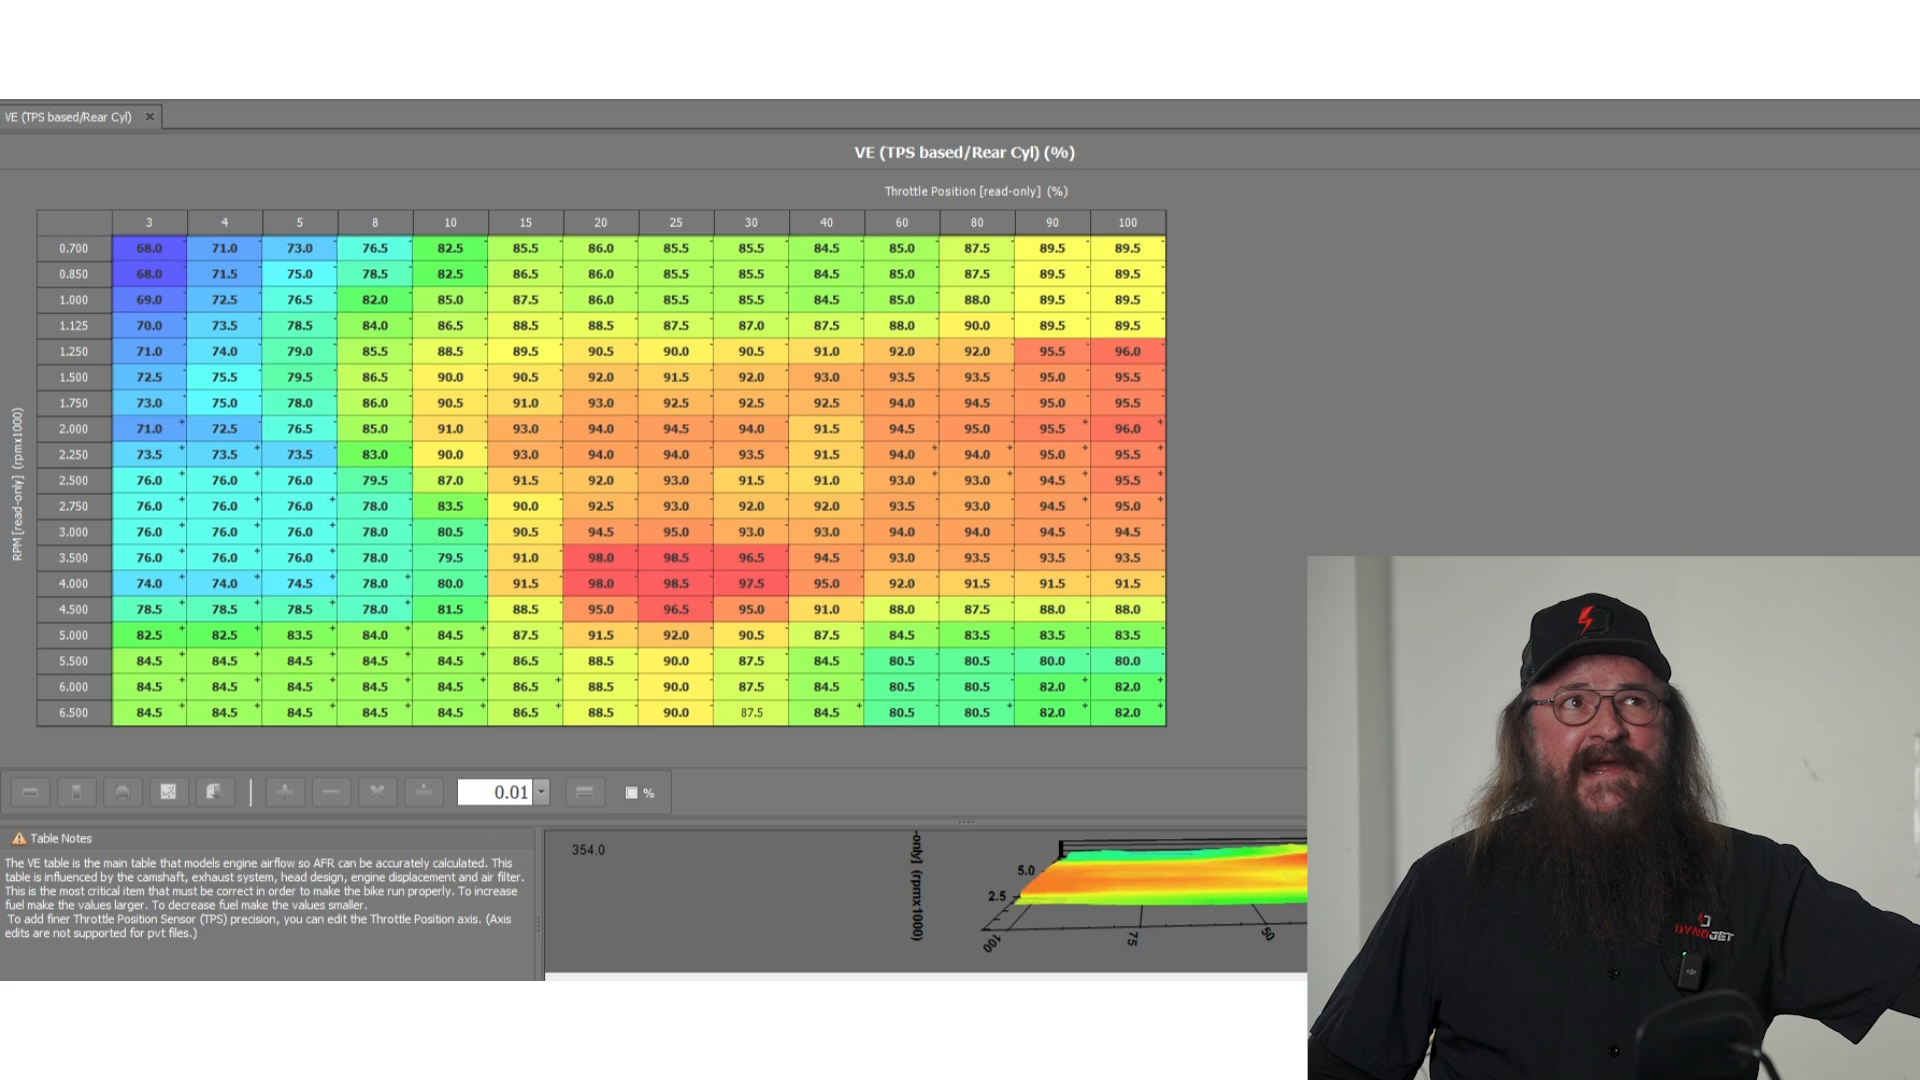 VE (TPS based/Rear Cyl)
VE (TPS based/Rear Cyl) (%)
Throttle Position [read-only] (%)
3 4 5 8 10 15 20 25 30 40 60 80 90 100
0.700 68.0 71.0 73.0 76.5 82.5 85.5 86.0 85.5 85.5 84.5 85.0 87.5 89.5 89.5
0.850 68.0 71.5 75.0 78.5 82.5 86.5 86.0 85.5 85.5 84.5 85.0 87.5 89.5 89.5
1.000 69.0 72.5 76.5 82.0 85.0 87.5 86.0 85.5 85.5 84.5 85.0 88.0 89.5 89.5
1.125 70.0 73.5 78.5 84.0 86.5 88.5 88.5 87.5 87.0 87.5 88.0 90.0 89.5 89.5
1.250 71.0 74.0 79.0 85.5 88.5 89.5 90.5 90.0 90.5 91.0 92.0 92.0 95.5 96.0
1.500 72.5 75.5 79.5 86.5 90.0 90.5 92.0 91.5 92.0 93.0 93.5 93.5 95.0 95.5
1.750 73.0 75.0 78.0 86.0 90.5 91.0 93.0 92.5 92.5 92.5 94.0 94.5 95.0 95.5
2.000 71.0 72.5 76.5 85.0 91.0 93.0 94.0 94.5 94.0 91.5 94.5 95.0 95.5 96.0
2.250 73.5 73.5 73.5 83.0 90.0 93.0 94.0 94.0 93.5 91.5 94.0 94.0 95.0 95.5
2.500 76.0 76.0 76.0 79.5 87.0 91.5 92.0 93.0 91.5 91.0 93.0 93.0 94.5 95.5
2.750 76.0 76.0 76.0 78.0 83.5 90.0 92.5 93.0 92.0 92.0 93.5 93.0 94.5 95.0
3.000 76.0 76.0 76.0 78.0 80.5 90.5 94.5 95.0 93.0 93.0 94.0 94.0 94.5 94.5
3.500 76.0 76.0 76.0 78.0 79.5 91.0 98.0 98.5 96.5 94.5 93.0 93.5 93.5 93.5
4.000 74.0 74.0 74.5 78.0 80.0 91.5 98.0 98.5 97.5 95.0 92.0 91.5 91.5 91.5
4.500 78.5 78.5 78.5 78.0 81.5 88.5 95.0 96.5 95.0 91.0 88.0 87.5 88.0 88.0
5.000 82.5 82.5 83.5 84.0 84.5 87.5 91.5 92.0 90.5 87.5 84.5 83.5 83.5 83.5
5.500 84.5 84.5 84.5 84.5 84.5 86.5 88.5 90.0 87.5 84.5 80.5 80.5 80.0 80.0
6.000 84.5 84.5 84.5 84.5 84.5 86.5 88.5 90.0 87.5 84.5 80.5 80.5 82.0 82.0
6.500 84.5 84.5 84.5 84.5 84.5 86.5 88.5 90.0 87.5 84.5 80.5 80.5 82.0 82.0
RPM [read-only] (rpmx1000)
0.01 %
Table Notes
The VE table is the main table that models engine airflow so AFR can be accurately calculated. This
table is influenced by the camshaft, exhaust system, head design, engine displacement and air filter.
This is the most critical item that must be correct in order to make the bike run properly. To increase
fuel make the values larger. To decrease fuel make the values smaller.
To add finer Throttle Position Sensor (TPS) precision, you can edit the Throttle Position axis. (Axis
edits are not supported for pvt files.)
354.0
-only] (rpmx1000)
5.0
2.5
100
75
50
DYNOJET